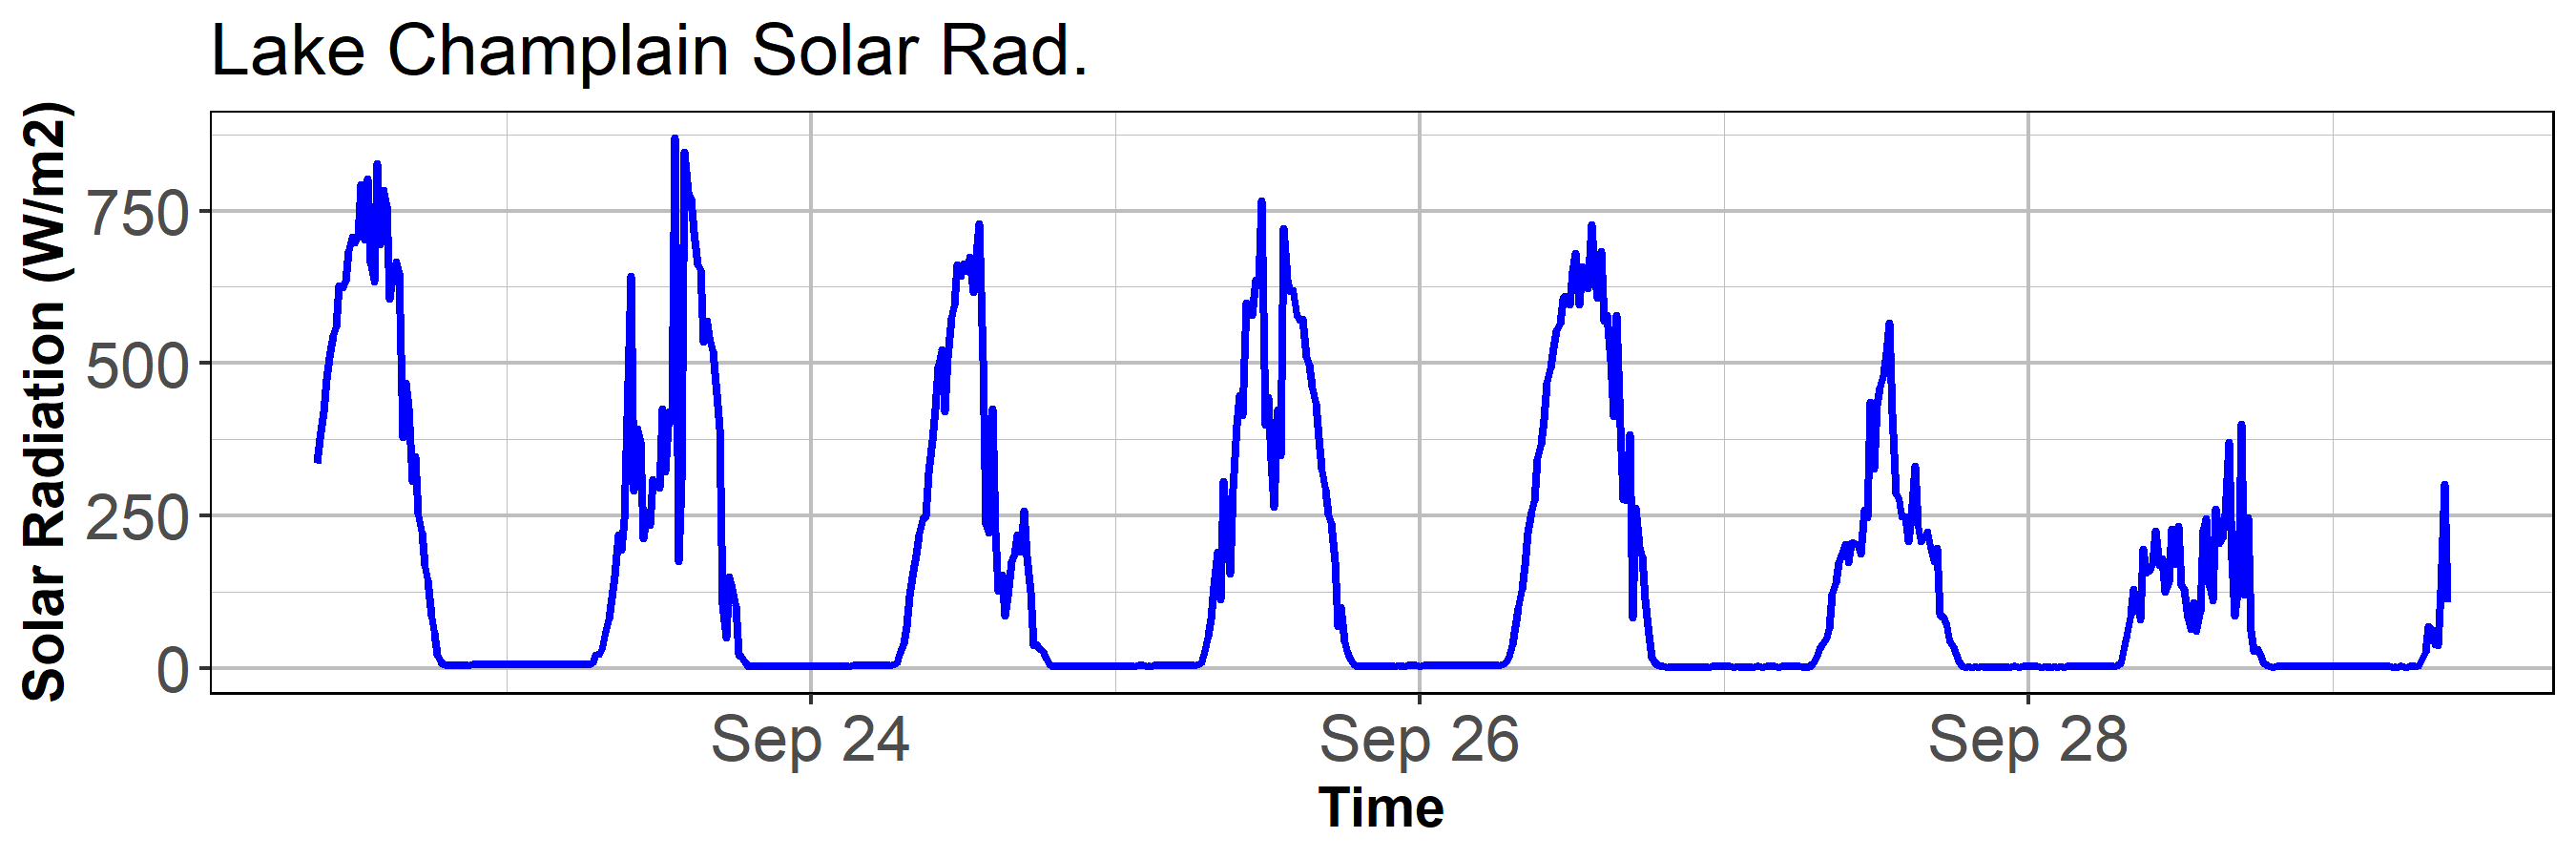 Lake Champlain Solar Rad.
Solar Radiation (W/m2)
750
500
250
0
Sep 24
Sep 26
Sep 28
Time